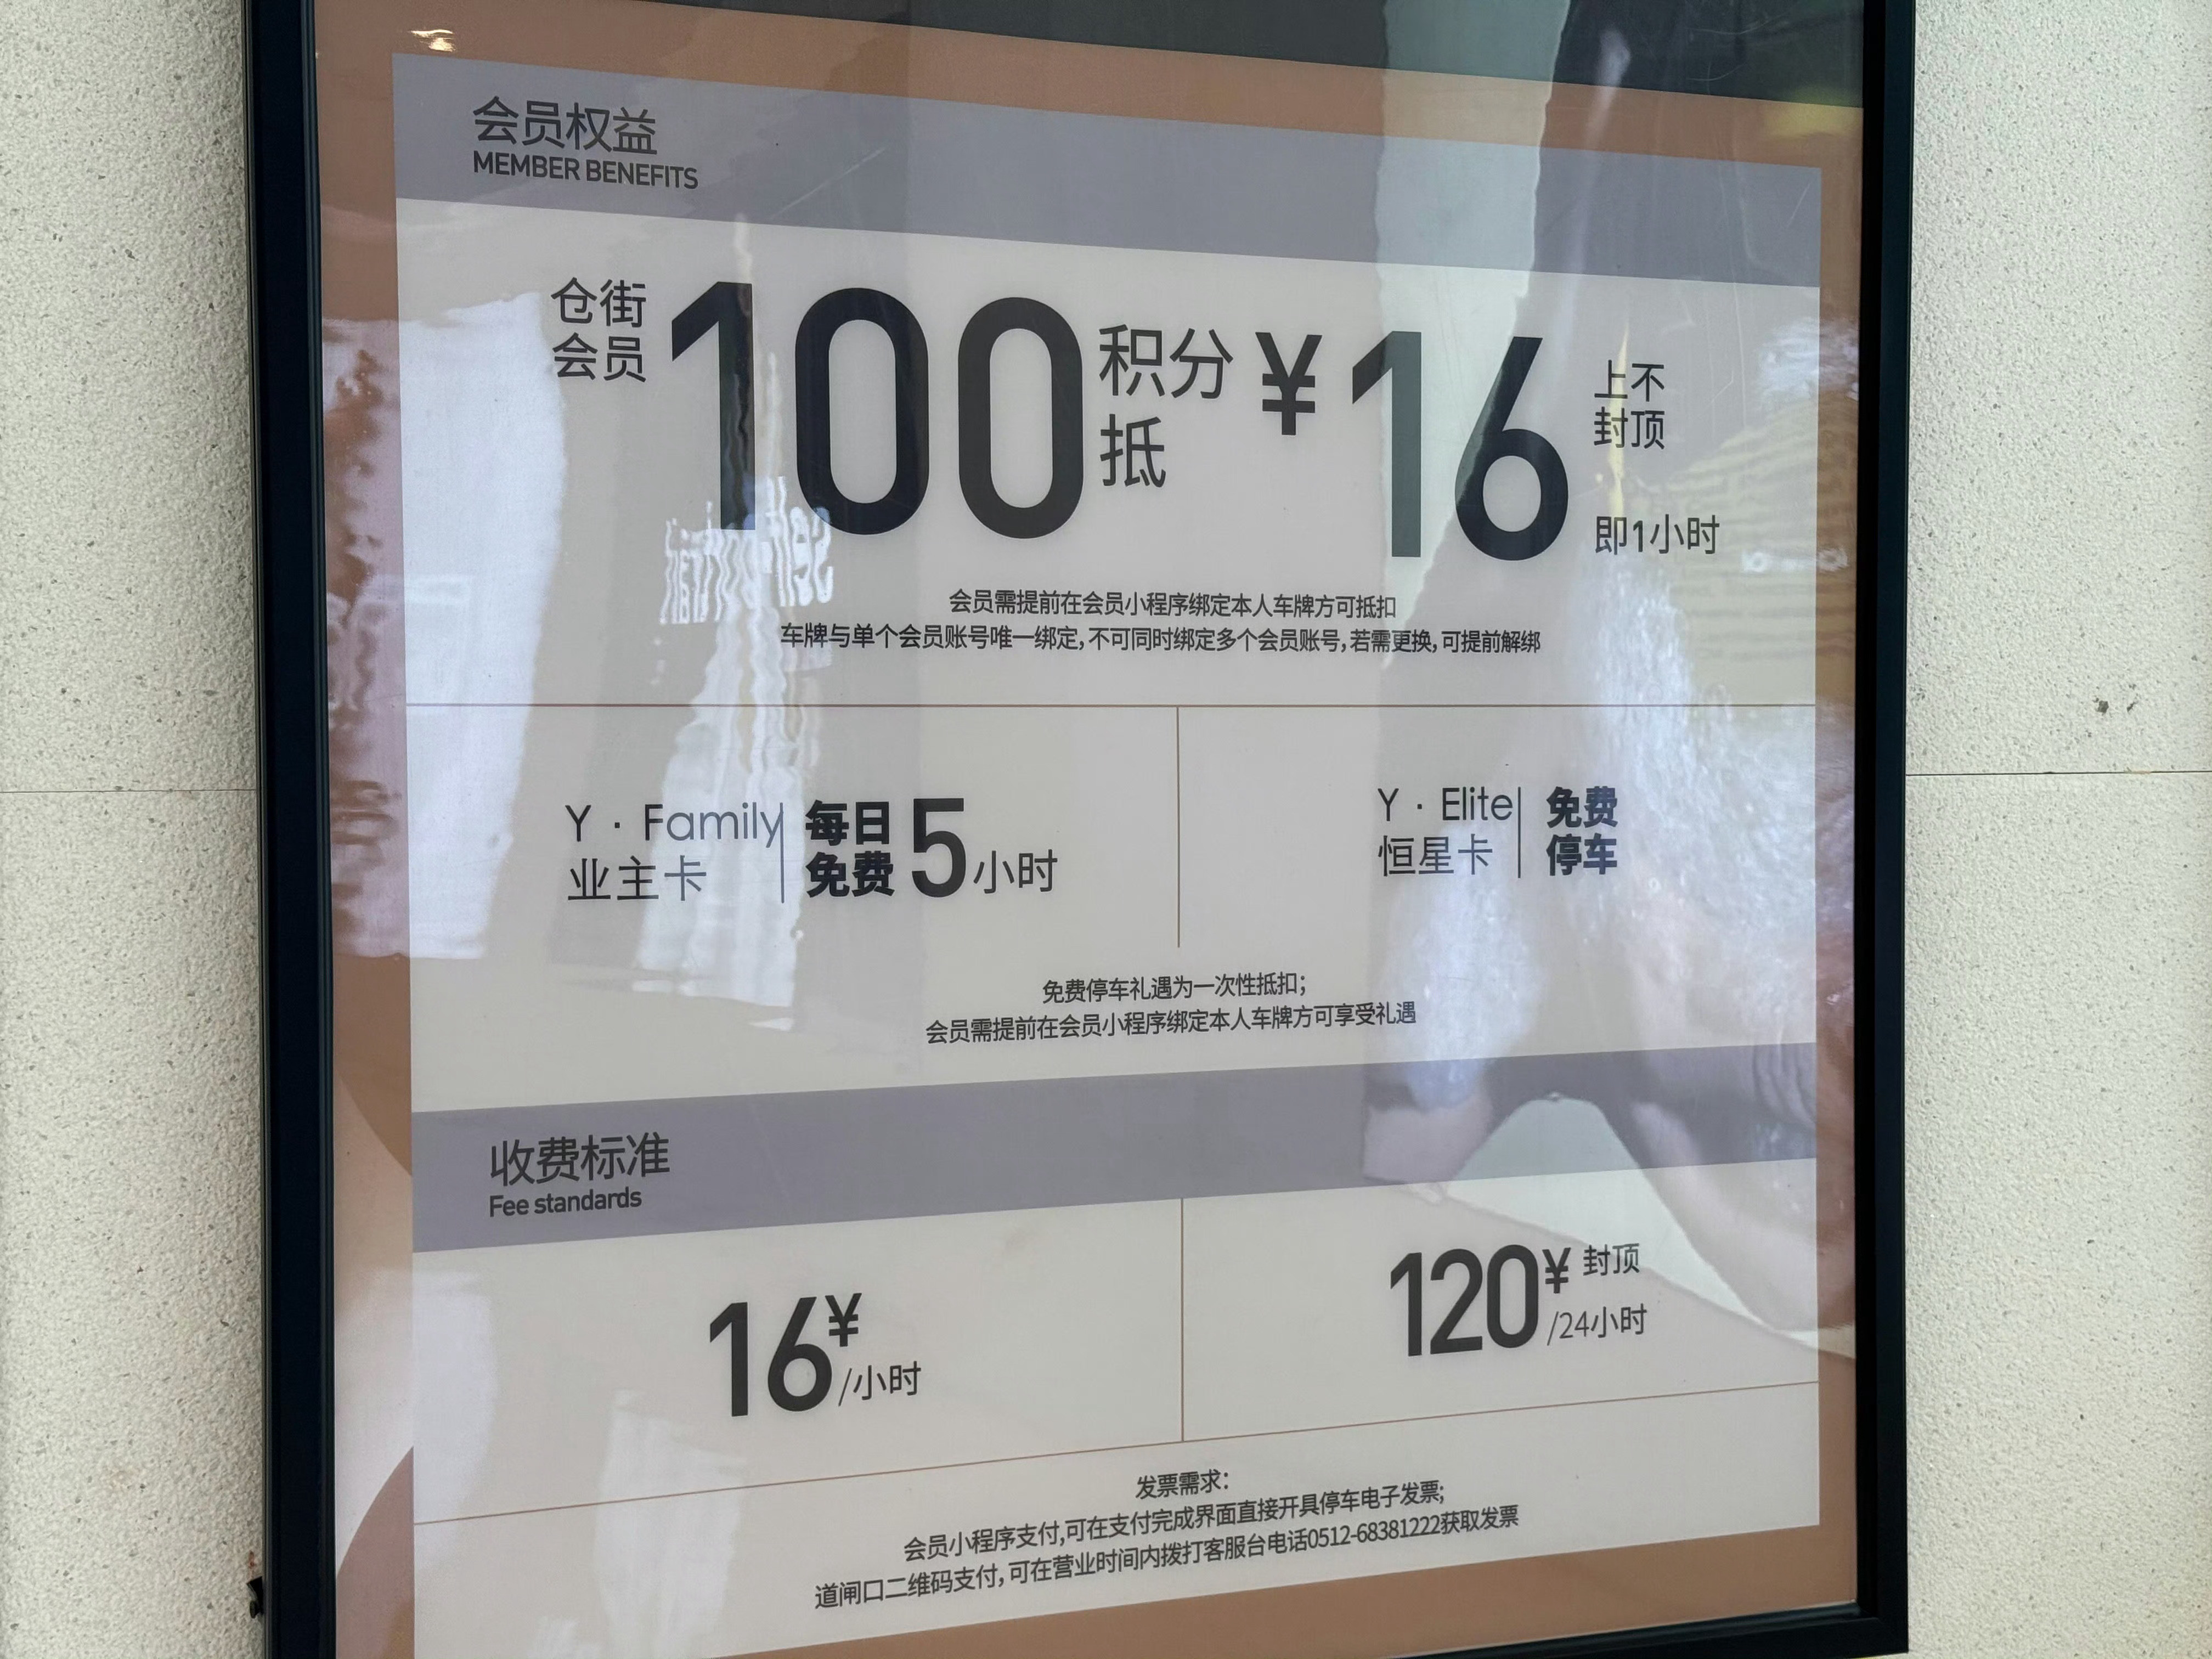 会员权益
MEMBER BENEFITS
仓街
会员
100
积分
抵
¥16
上不
封顶
即1小时
会员需提前在会员小程序绑定本人车牌方可抵扣
车牌与单个会员账号唯一绑定,不可同时绑定多个会员账号,若需更换,可提前解绑
Y · Family
业主卡
每日
免费
5小时
Y · Elite
恒星卡
免费
停车
免费停车礼遇为一次性抵扣;
会员需提前在会员小程序绑定本人车牌方可享受礼遇
收费标准
Fee standards
16¥
/小时
120¥ 封顶
/24小时
发票需求:
会员小程序支付,可在支付完成界面直接开具停车电子发票;
道闸口二维码支付,可在营业时间内拨打客服台电话0512-68381222获取发票